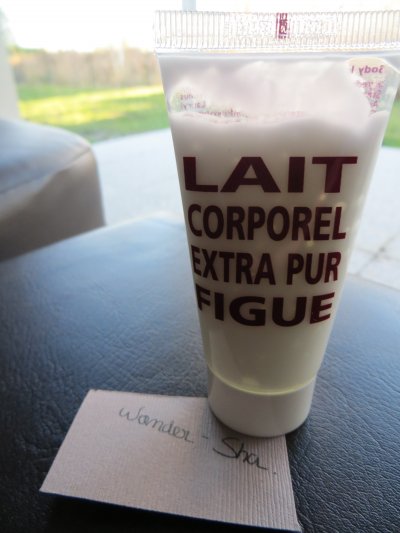 LAIT
CORPOREL
EXTRA PUR
FIGUE
Wander-Sha.